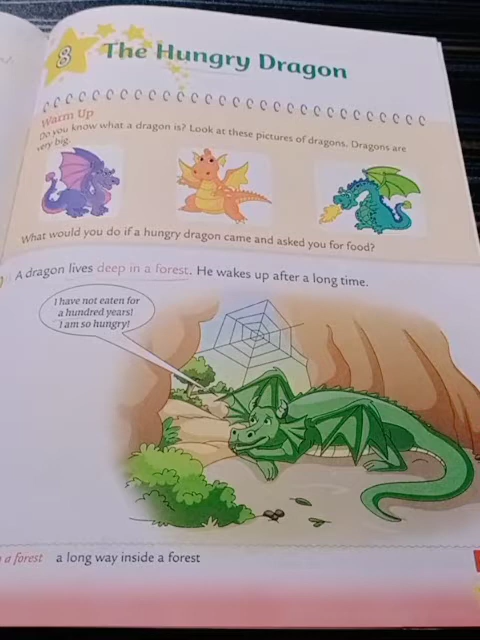 8
The Hungry Dragon
Warm Up
Do you know what a dragon is? Look at these pictures of dragons. Dragons are
very big.
What would you do if a hungry dragon came and asked you for food?
A dragon lives deep in a forest. He wakes up after a long time.
I have not eaten for
a hundred years!
I am so hungry!
a forest a long way inside a forest